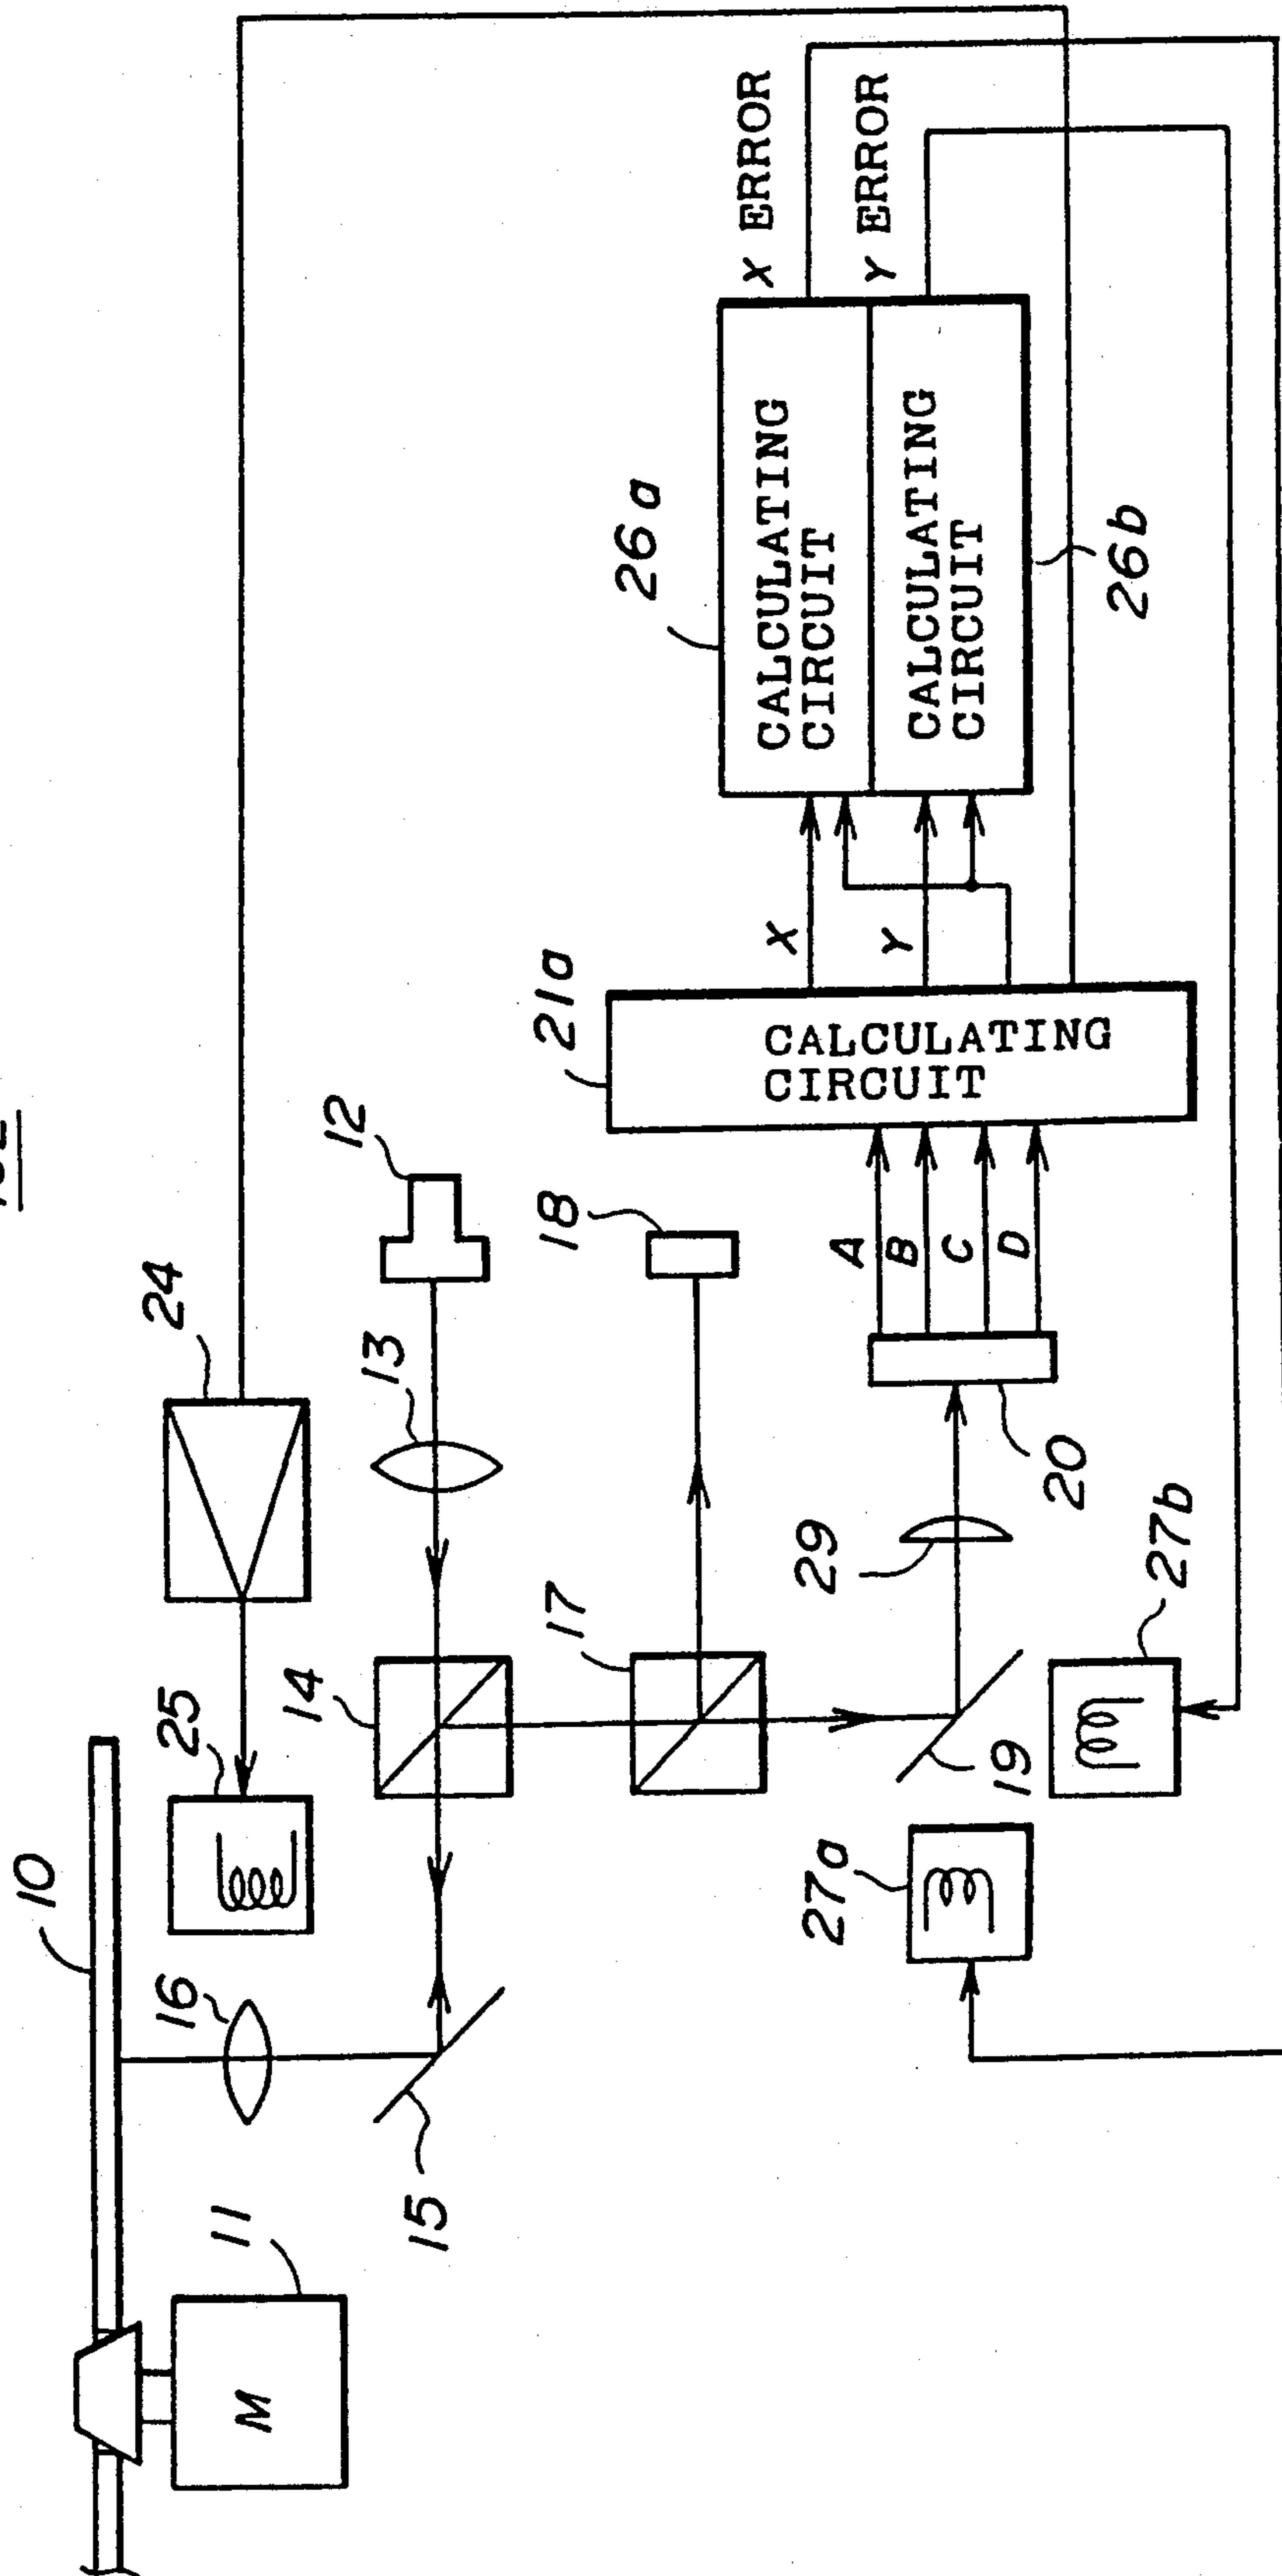 10
11
M
16
15
25
24
14
13
12
17
18
19
29
20
27a
27b
A
B
C
D
21a
CALCULATING
CIRCUIT
X
Y
26a
CALCULATING
CIRCUIT
CALCULATING
CIRCUIT
26b
X ERROR
Y ERROR